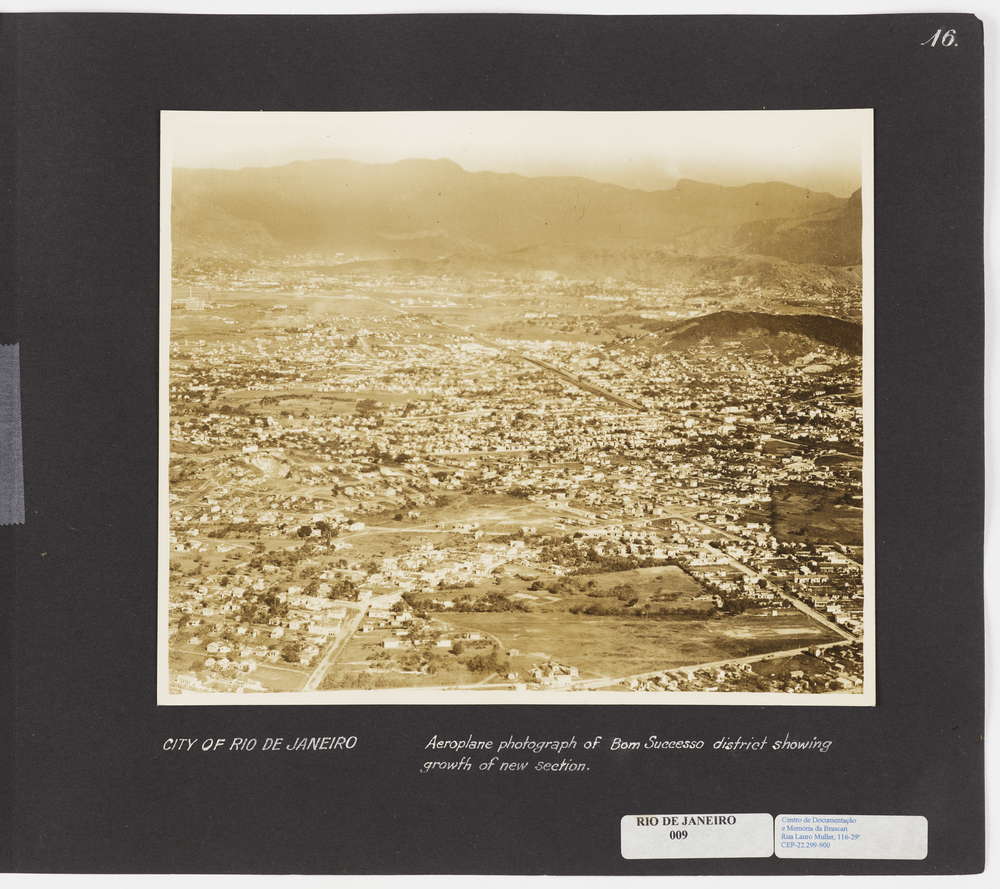 16.
CITY OF RIO DE JANEIRO
Aeroplane photograph of Bom Successo district showing
growth of new section.
RIO DE JANEIRO
009
Centro de Documentação
e Memória da Brascan
Rua Lauro Muller, 116-29º
CEP-22.299-900